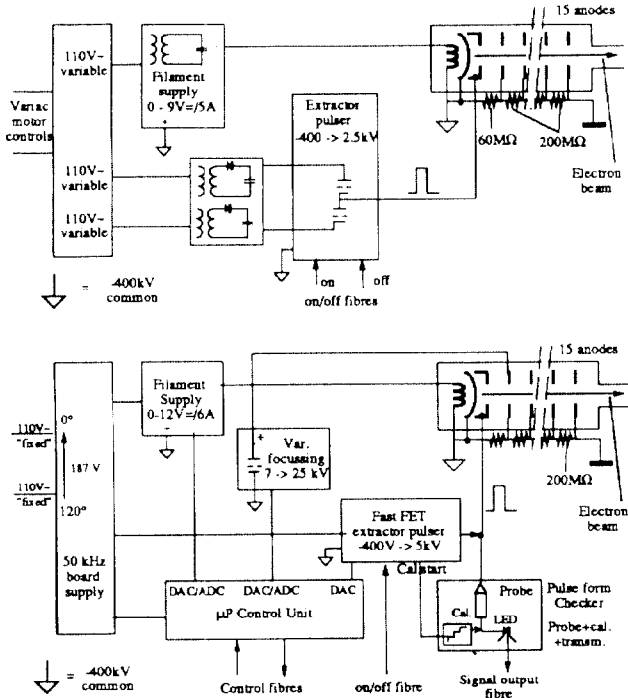 15 anodes
110V~
variable
Filament
supply
0 - 9V=/5A
Variac
motor
controls
Extractor
pulser
-400 -> 2.5kV
60MΩ
200MΩ
110V~
variable
Electron
beam
110V~
variable
on
off
on/off fibres
= -400kV
common
15 anodes
Filament
Supply
0-12V=/6A
0°
110V~
"fixed"
187 V
+
Var.
focussing
7 -> 25 kV
200MΩ
110V~
"fixed"
120°
Electron
beam
Fast FET
extractor pulser
-400V -> 5kV
50 kHz
board
supply
Cal.start
DAC/ADC
DAC/ADC
DAC
µP Control Unit
Probe
Pulse form
Checker
Cal.
LED
Probe+cal.
+transm.
= -400kV
common
Control fibres
on/off fibre
Signal output
fibre